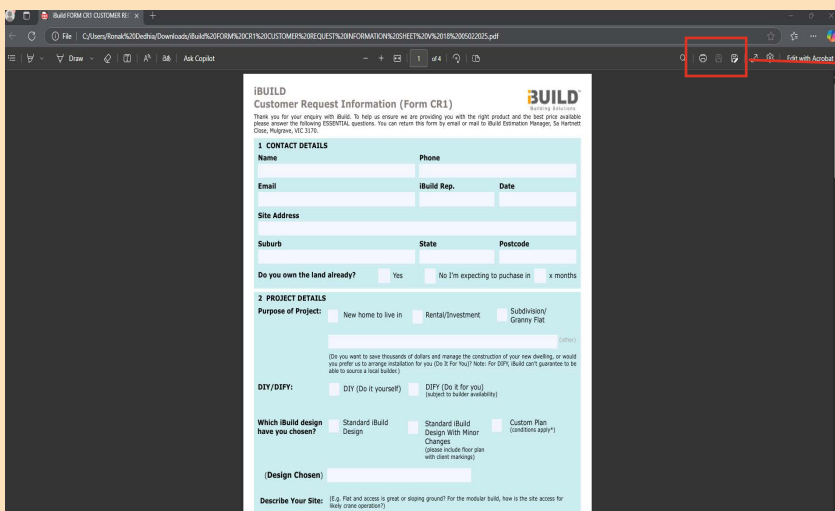 Build FORM CR1 CUSTOMER RE
File C:/Users/Ronak%20Dedhia/Downloads/iBuild%20FORM%20CR1%20CUSTOMER%20REQUEST%20INFORMATION%20SHEET%20V%2018%2005022025.pdf
Draw Ask Copilot 1 of 4 Edit with Acrobat
iBUILD
Customer Request Information (Form CR1)
iBUILD
Building Solutions
Thank you for your enquiry with iBuild. To help us ensure we are providing you with the right product and the best price available
please answer the following ESSENTIAL questions. You can return this form by email or mail to iBuild Estimation Manager, 5a Hartnett
Close, Mulgrave, VIC 3170.
1 CONTACT DETAILS
Name Phone
Email iBuild Rep. Date
Site Address
Suburb State Postcode
Do you own the land already? Yes No I'm expecting to puchase in x months
2 PROJECT DETAILS
Purpose of Project: New home to live in Rental/Investment Subdivision/
Granny Flat
(other)
(Do you want to save thousands of dollars and manage the construction of your new dwelling, or would
you prefer us to arrange installation for you (Do It For You)? Note: For DIFY, iBuild can't guarantee to be
able to source a local builder.)
DIY/DIFY: DIY (Do it yourself) DIFY (Do it for you)
(subject to builder availability)
Which iBuild design
have you chosen?
Standard iBuild
Design
Standard iBuild
Design With Minor
Changes
(please include floor plan
with client markings)
Custom Plan
(conditions apply*)
(Design Chosen)
Describe Your Site: (E.g. Flat and access is great or sloping ground? For the modular build, how is the site access for
likely crane operation?)